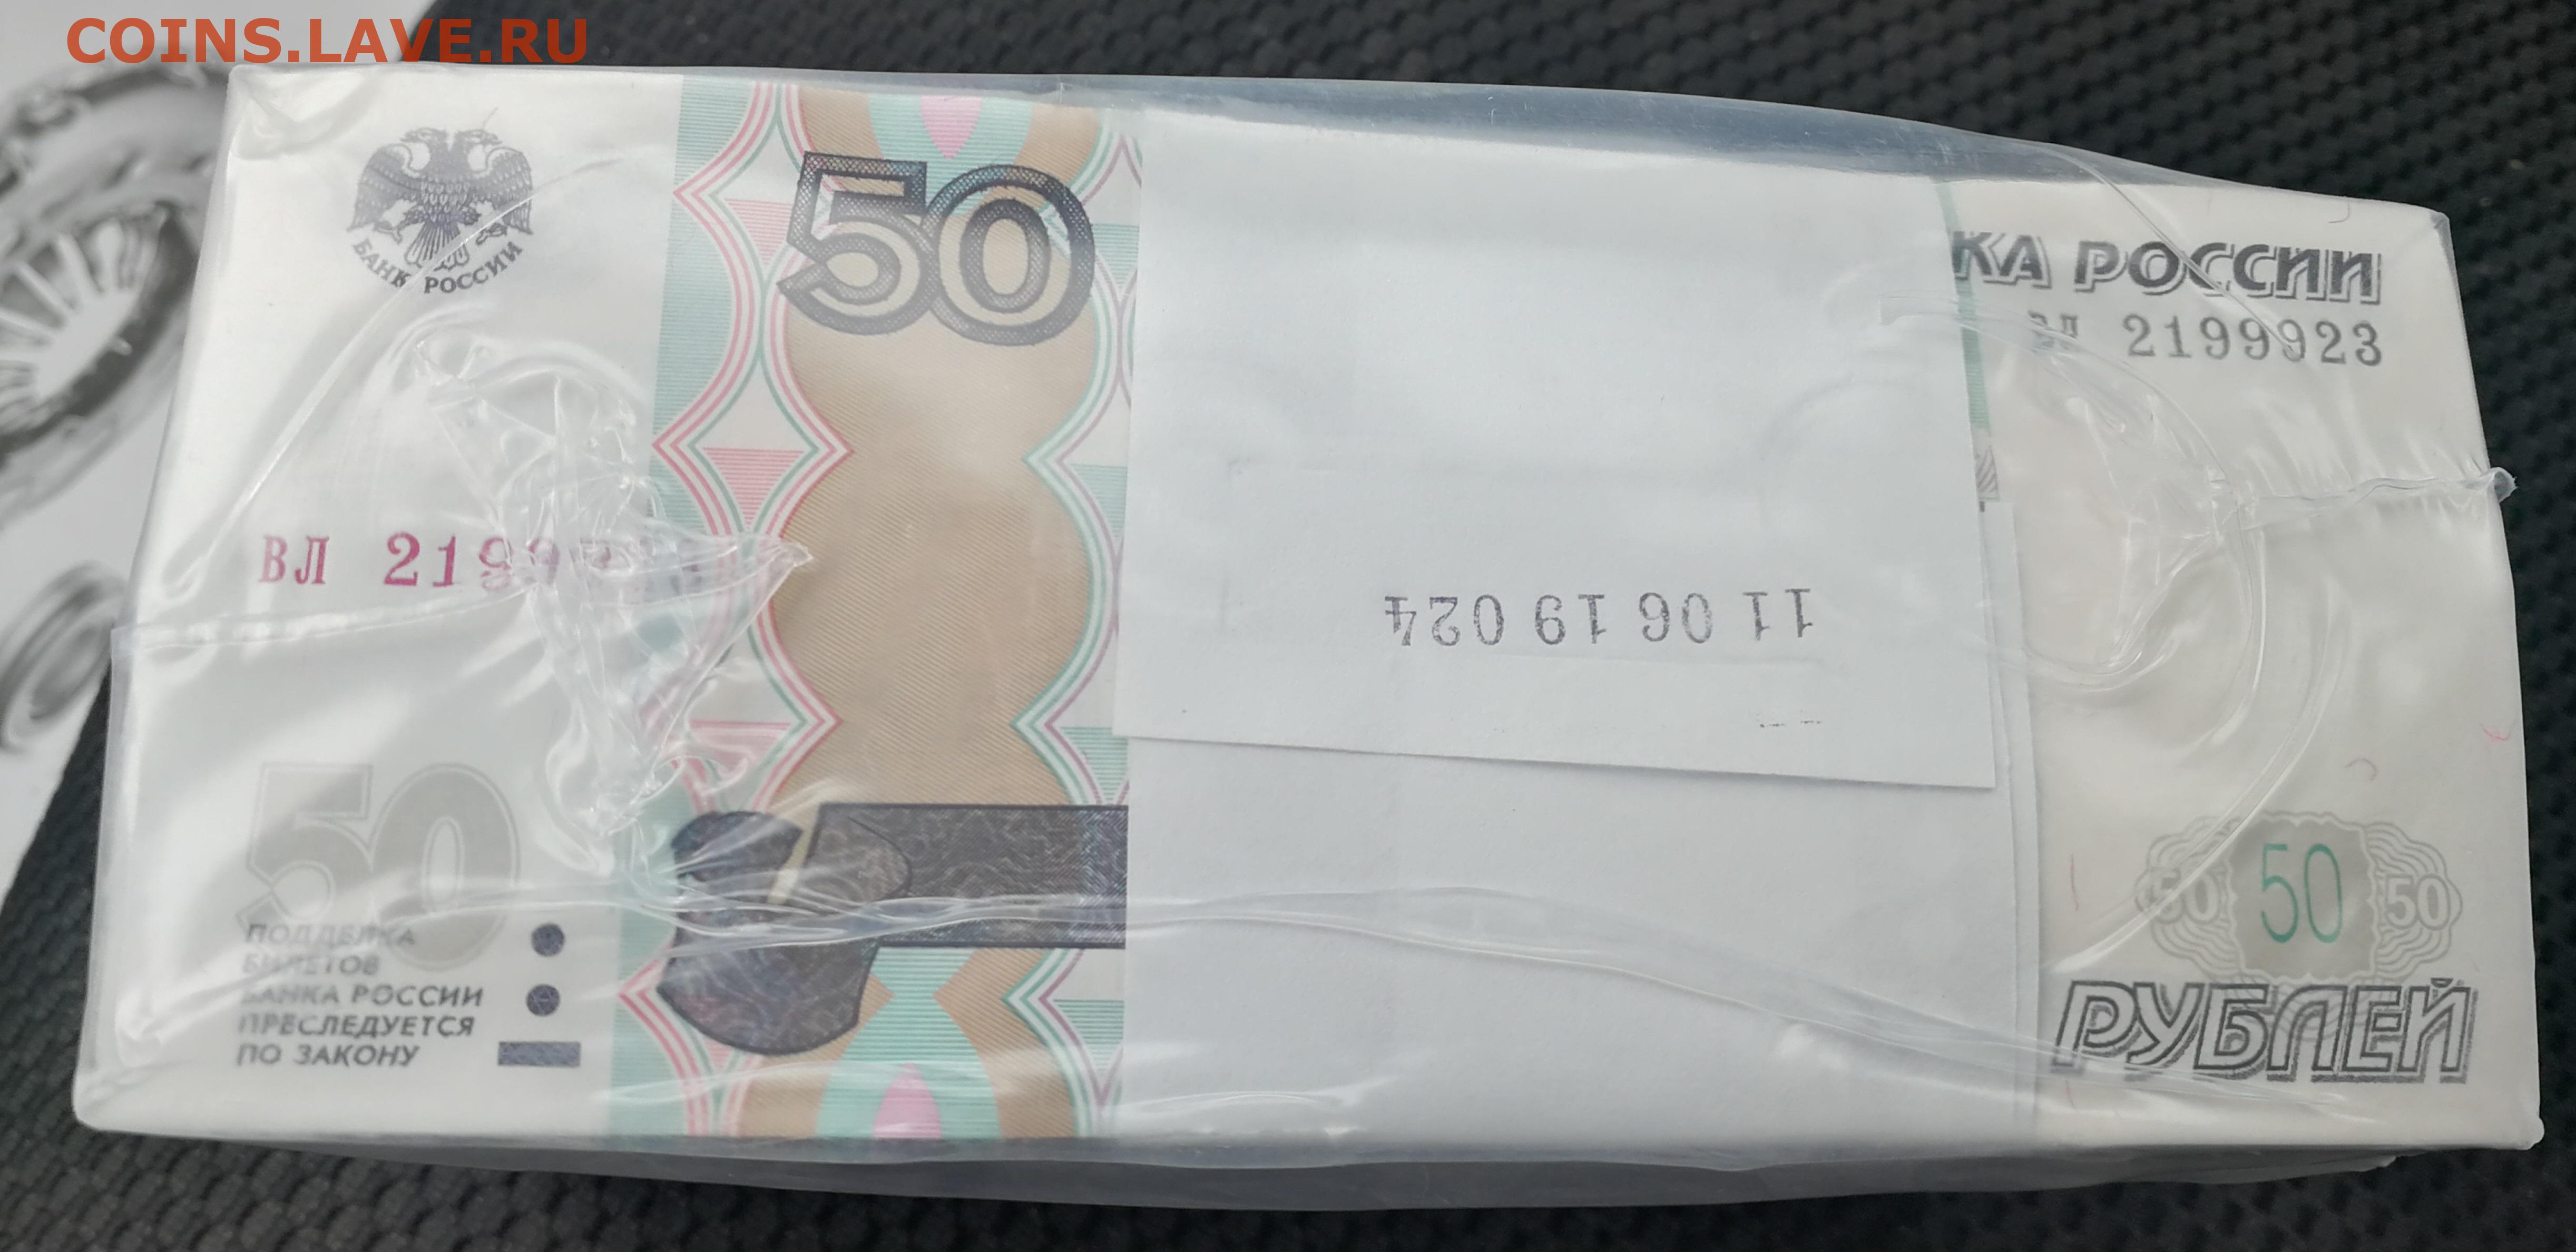 COINS.LAVE.RU
БАНК РОССИИ
50
КА РОССИИ
ВЛ 2199923
ВЛ
11 06 19 024
50
ПОДДЕЛКА
БИЛЕТОВ
БАНКА РОССИИ
ПРЕСЛЕДУЕТСЯ
ПО ЗАКОНУ
50 50 50
РУБЛЕЙ